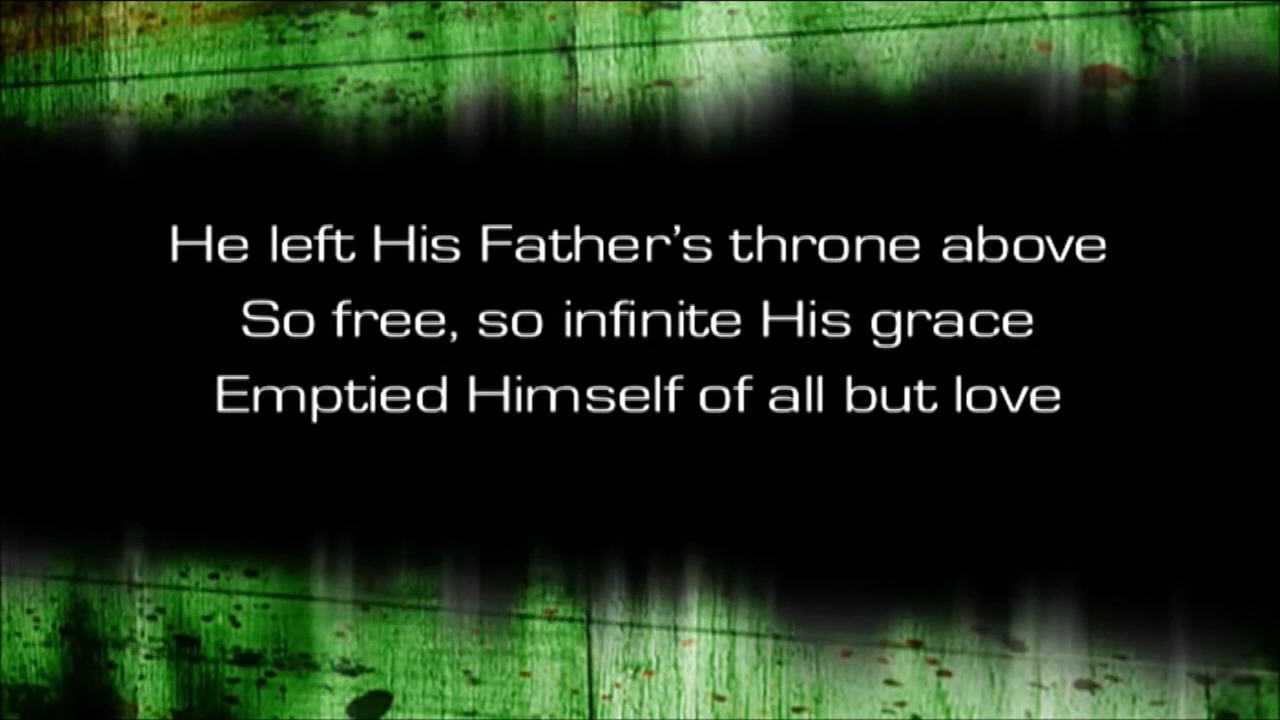 He left His Father’s throne above
So free, so infinite His grace
Emptied Himself of all but love